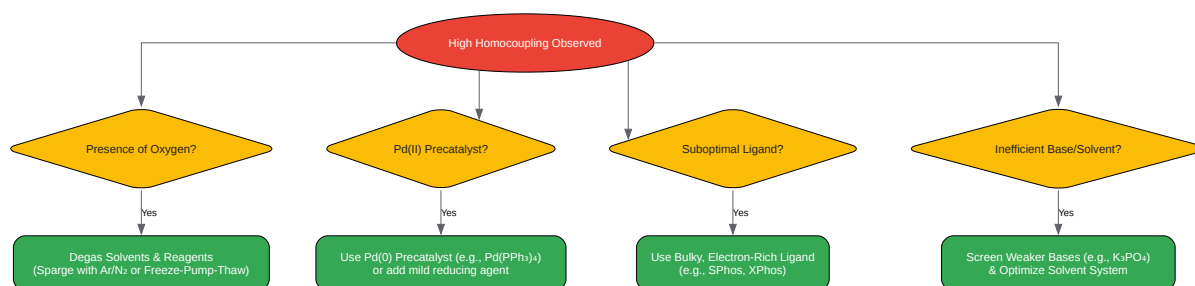 High Homocoupling Observed
Presence of Oxygen?
Pd(II) Precatalyst?
Suboptimal Ligand?
Inefficient Base/Solvent?
Yes
Yes
Yes
Yes
Degas Solvents & Reagents
(Sparge with Ar/N₂ or Freeze-Pump-Thaw)
Use Pd(0) Precatalyst (e.g., Pd(PPh₃)₄)
or add mild reducing agent
Use Bulky, Electron-Rich Ligand
(e.g., SPhos, XPhos)
Screen Weaker Bases (e.g., K₃PO₄)
& Optimize Solvent System